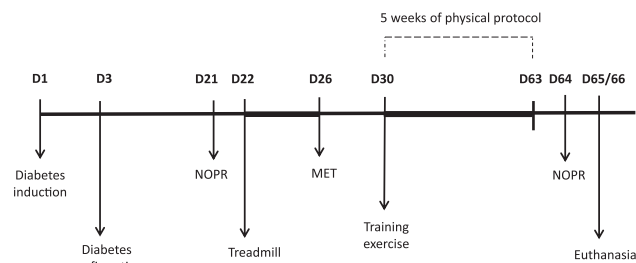 5 weeks of physical protocol
D1 D3 D21 D22 D26 D30 D63 D64 D65/66
Diabetes
induction
NOPR
MET
NOPR
Training
exercise
Diabetes
Treadmill
Euthanasia